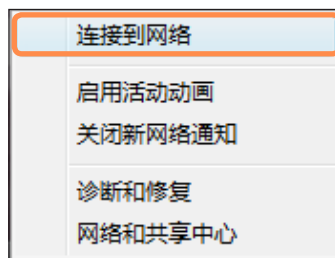 连接到网络
启用活动动画
关闭新网络通知
诊断和修复
网络和共享中心